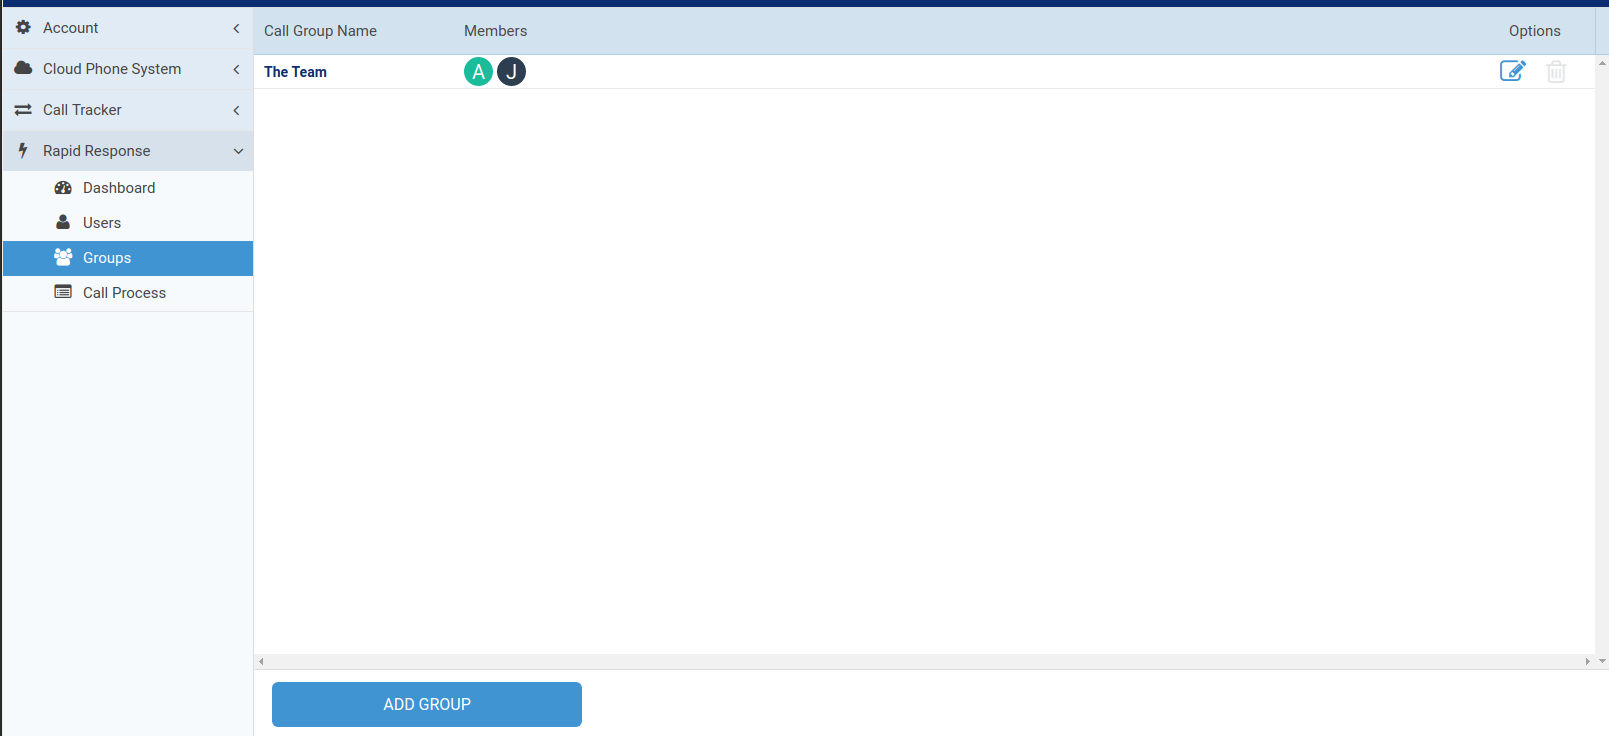 Account
Cloud Phone System
Call Tracker
Rapid Response
Dashboard
Users
Groups
Call Process
Call Group Name Members Options
The Team A J
ADD GROUP